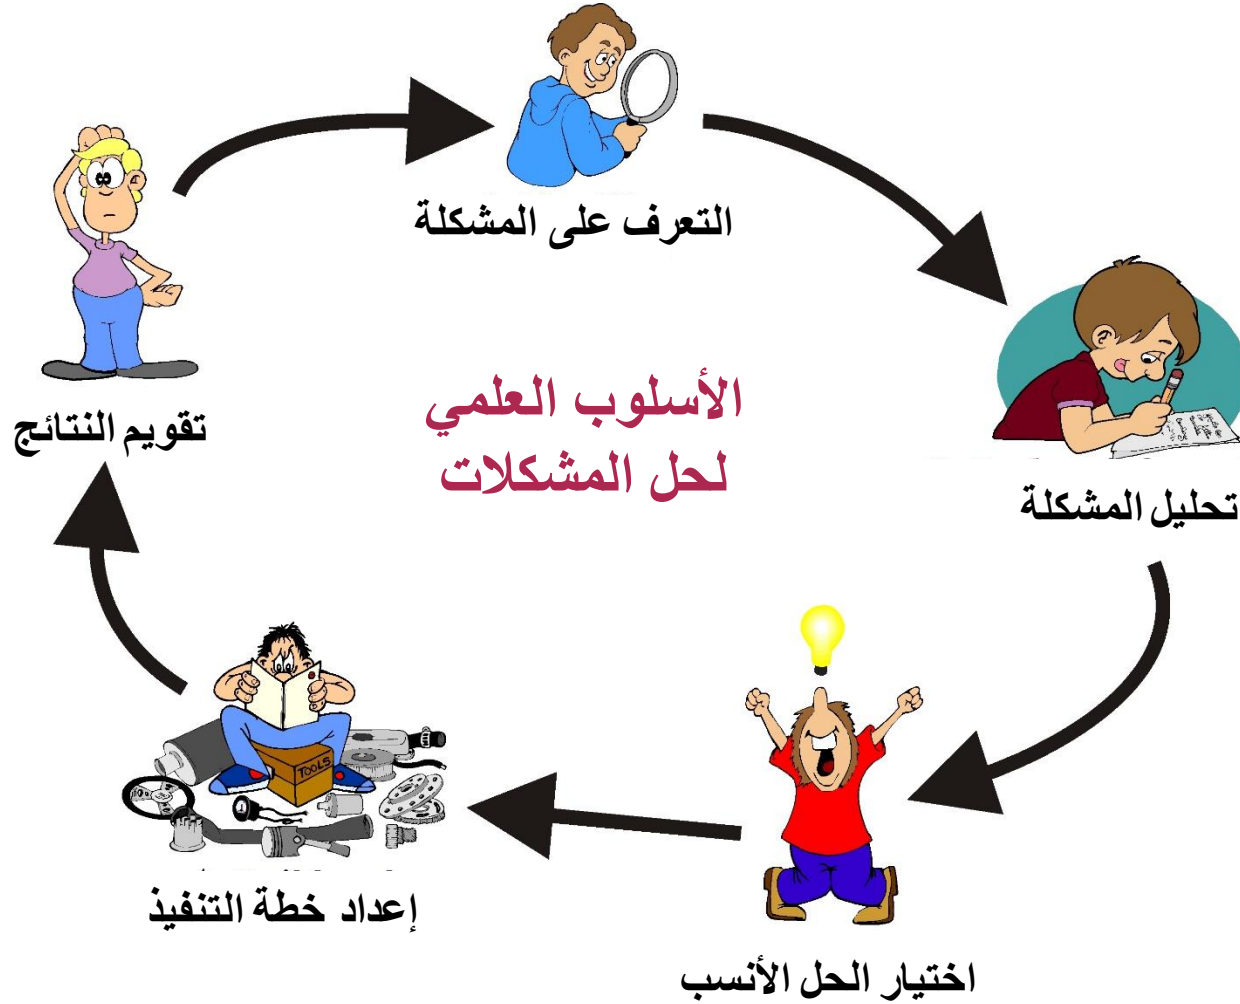 الأسلوب العلمي
لحل المشكلات
التعرف على المشكلة
تحليل المشكلة
اختيار الحل الأنسب
إعداد خطة التنفيذ
تقويم النتائج
TOOLS